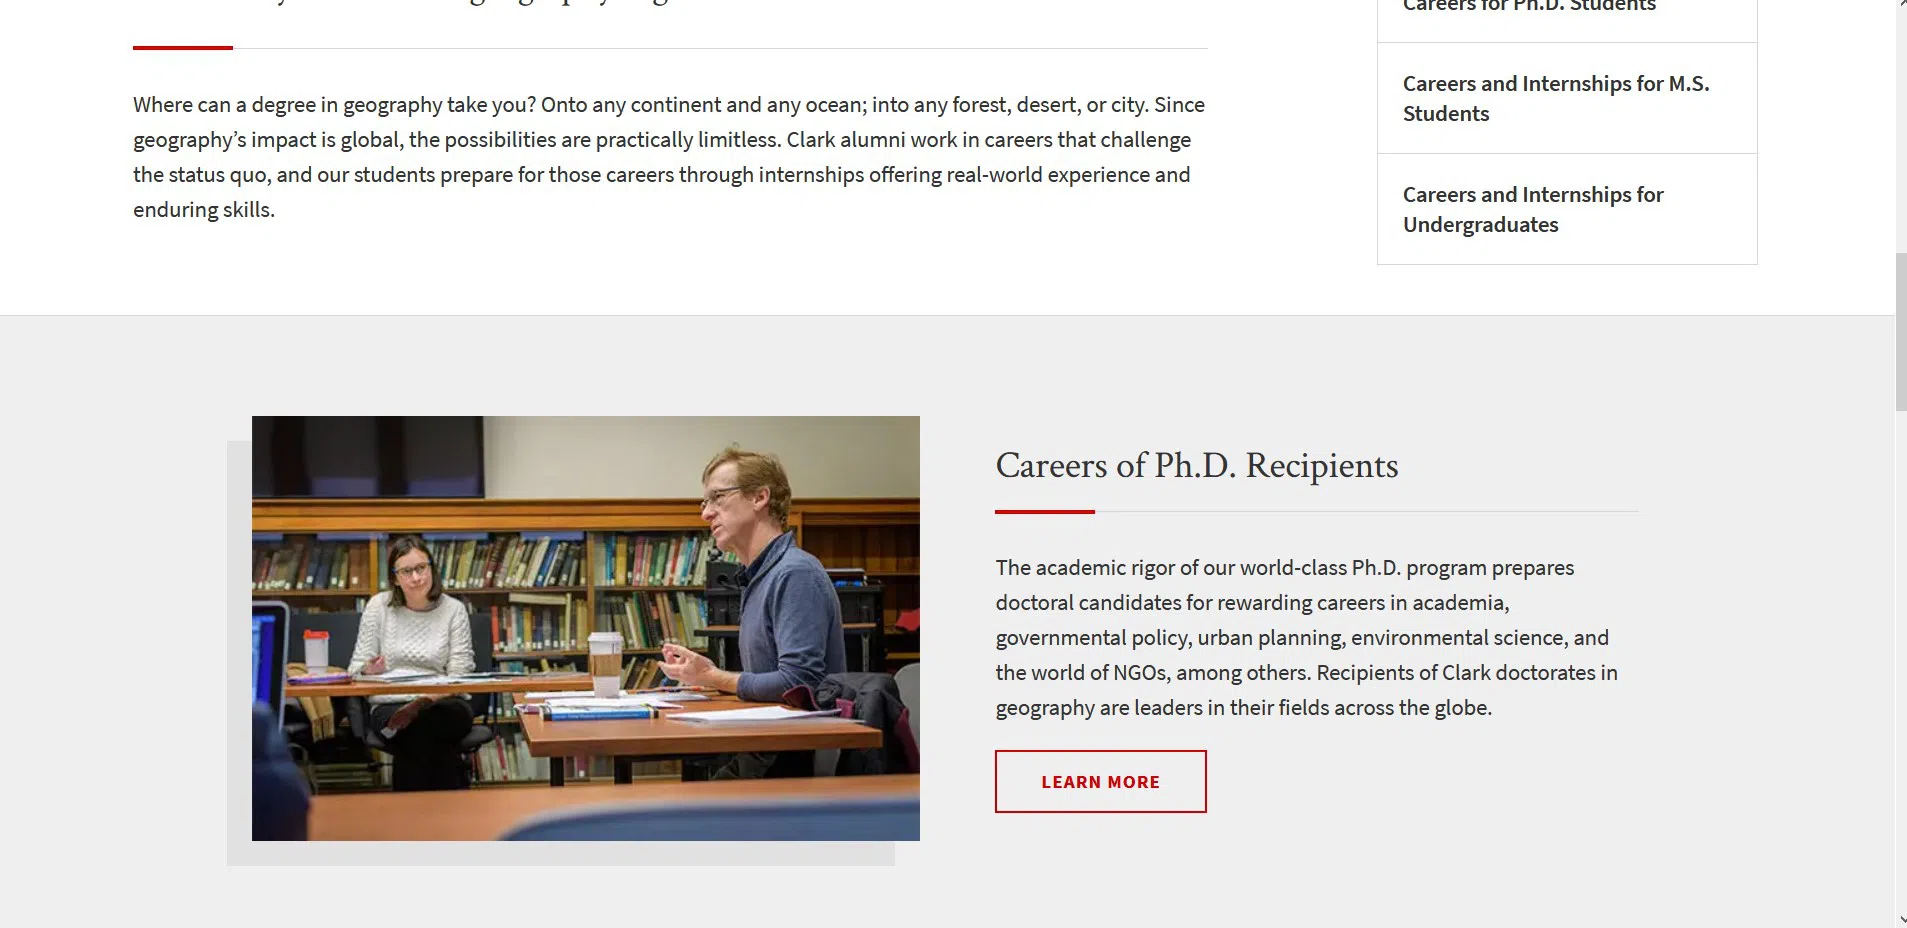 Where can a degree in geography take you? Onto any continent and any ocean; into any forest, desert, or city. Since
geography’s impact is global, the possibilities are practically limitless. Clark alumni work in careers that challenge
the status quo, and our students prepare for those careers through internships offering real-world experience and
enduring skills.
Careers for Ph.D. Students
Careers and Internships for M.S.
Students
Careers and Internships for
Undergraduates
Careers of Ph.D. Recipients
The academic rigor of our world-class Ph.D. program prepares
doctoral candidates for rewarding careers in academia,
governmental policy, urban planning, environmental science, and
the world of NGOs, among others. Recipients of Clark doctorates in
geography are leaders in their fields across the globe.
LEARN MORE